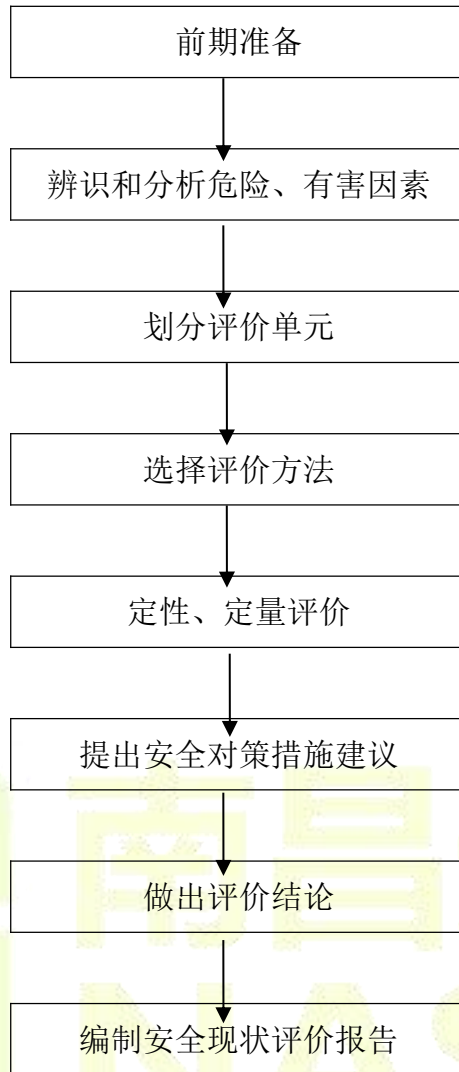 前期准备
辨识和分析危险、有害因素
划分评价单元
选择评价方法
定性、定量评价
提出安全对策措施建议
做出评价结论
编制安全现状评价报告
南昌